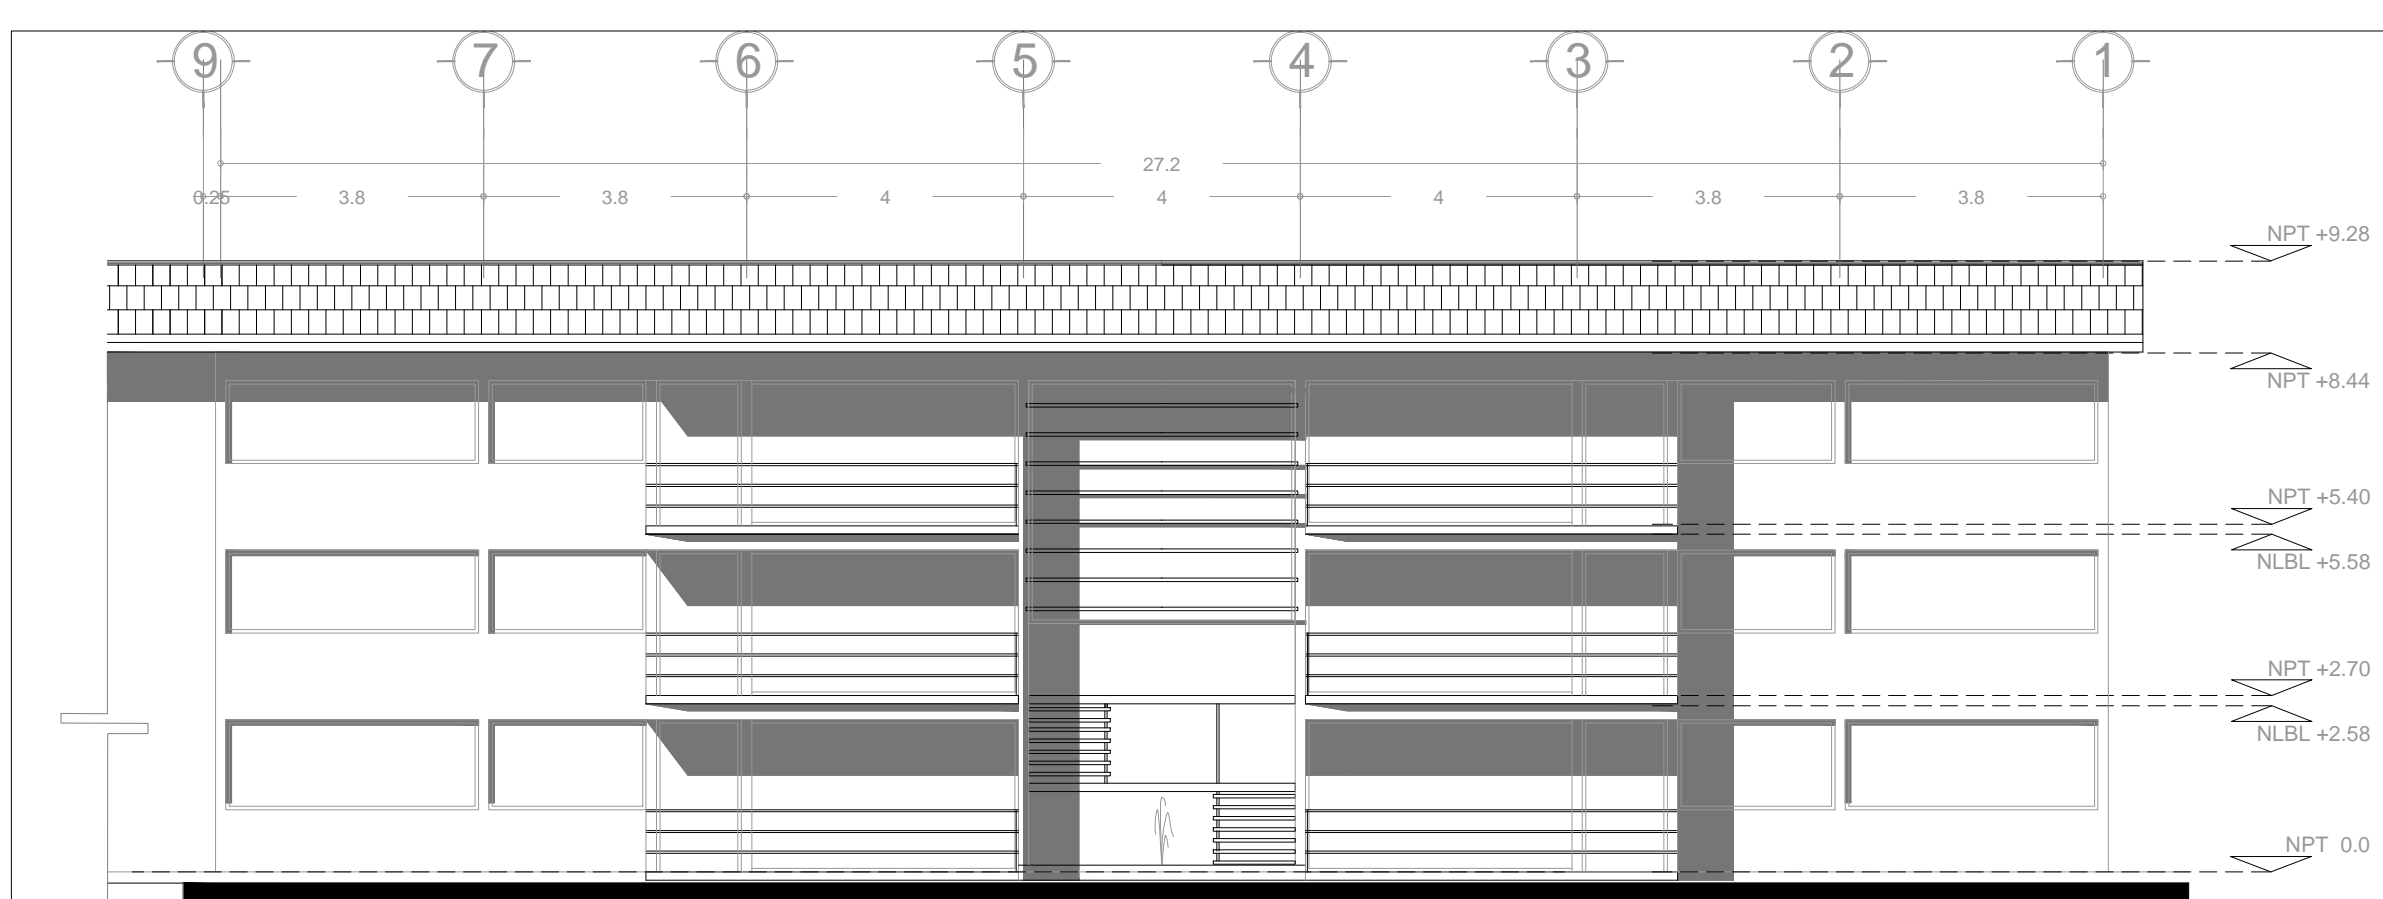 9 7 6 5 4 3 2 1
27.2
0.25 3.8 3.8 4 4 4 3.8 3.8
NPT +9.28
NPT +8.44
NPT +5.40
NLBL +5.58
NPT +2.70
NLBL +2.58
NPT 0.0